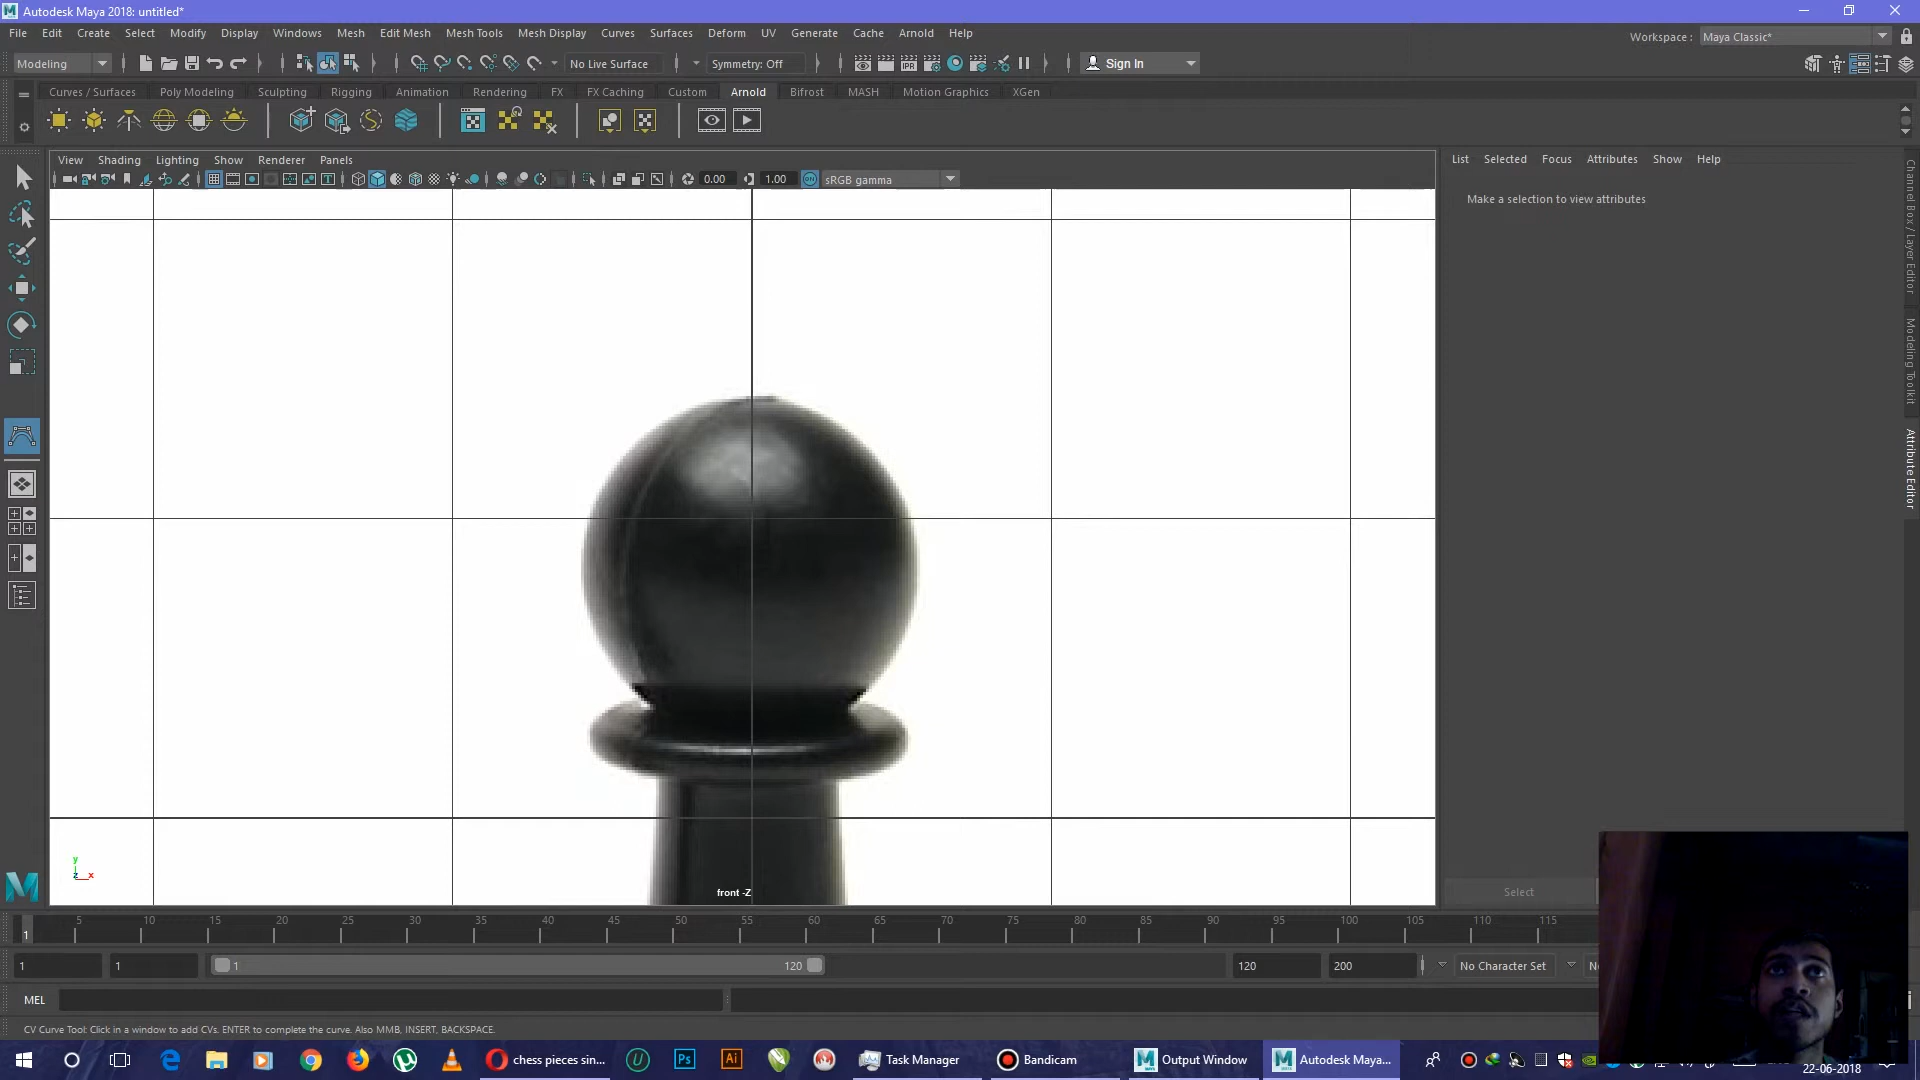 Autodesk Maya 2018: untitled*
File Edit Create Select Modify Display Windows Mesh Edit Mesh Mesh Tools Mesh Display Curves Surfaces Deform UV Generate Cache Arnold Help
Workspace : Maya Classic*
Modeling No Live Surface Symmetry: Off IPR Sign In
Curves / Surfaces Poly Modeling Sculpting Rigging Animation Rendering FX FX Caching Custom Arnold Bifrost MASH Motion Graphics XGen
View Shading Lighting Show Renderer Panels
List Selected Focus Attributes Show Help
0.00 1.00 ON sRGB gamma
Make a selection to view attributes
Channel Box / Layer Editor
Modeling Toolkit
Attribute Editor
y
z x
front -Z
Select
5 10 15 20 25 30 35 40 45 50 55 60 65 70 75 80 85 90 95 100 105 110 115
1
1 1 1 120 120 200 No Character Set
MEL
CV Curve Tool: Click in a window to add CVs. ENTER to complete the curve. Also MMB, INSERT, BACKSPACE.
chess pieces sin... Ps Ai Task Manager Bandicam Output Window Autodesk Maya...
22-06-2018